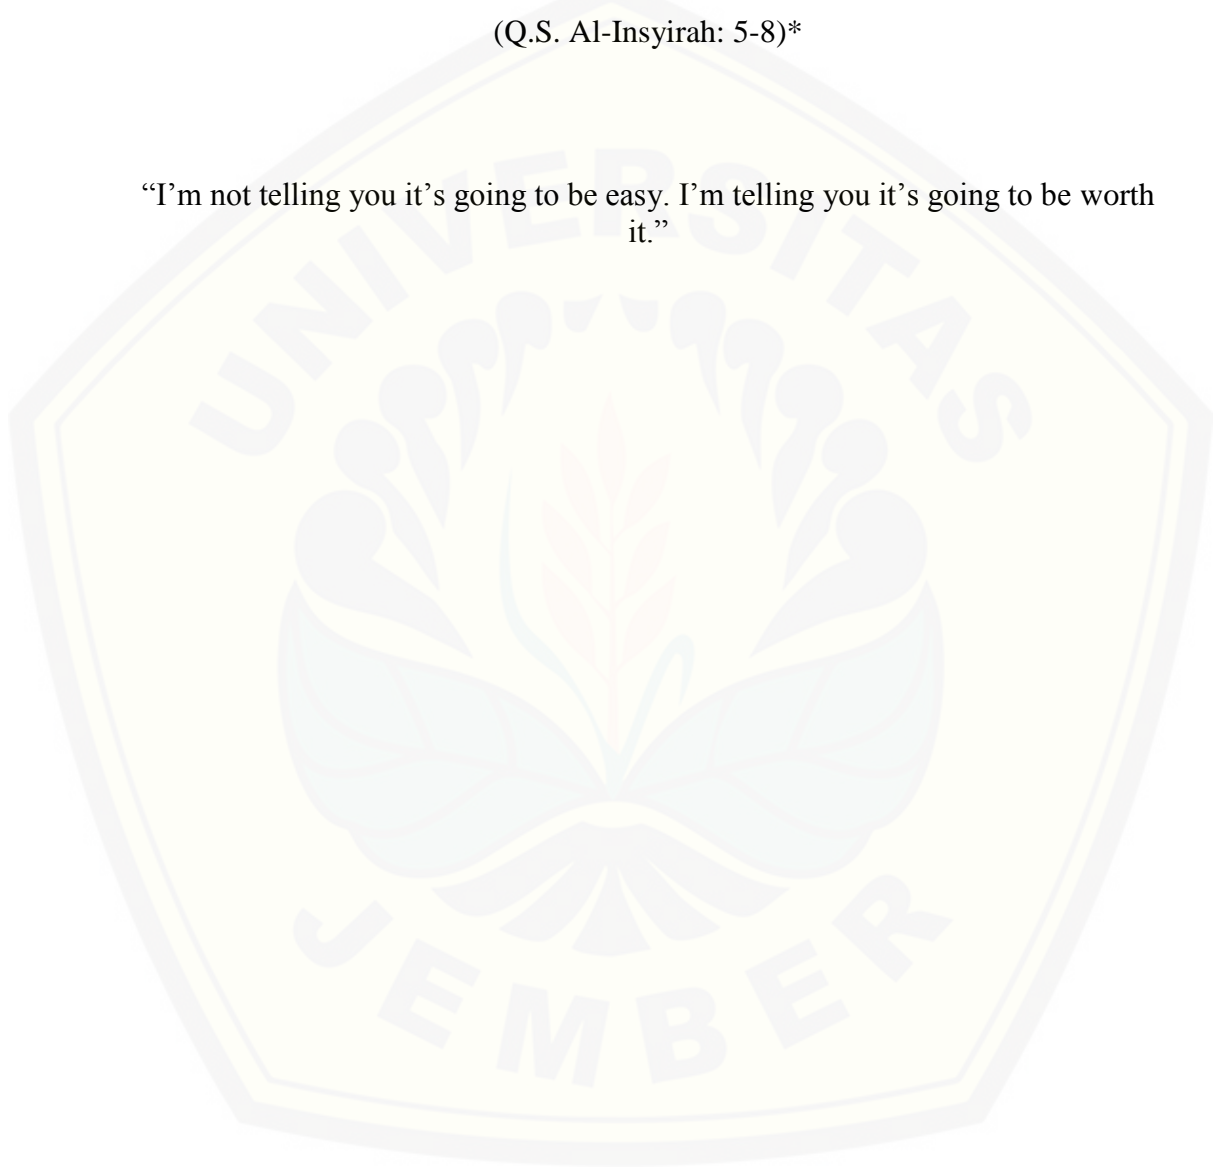 (Q.S. Al-Insyirah: 5-8)*
“I’m not telling you it’s going to be easy. I’m telling you it’s going to be worth
it.”
UNIVERSITAS
JEMBER